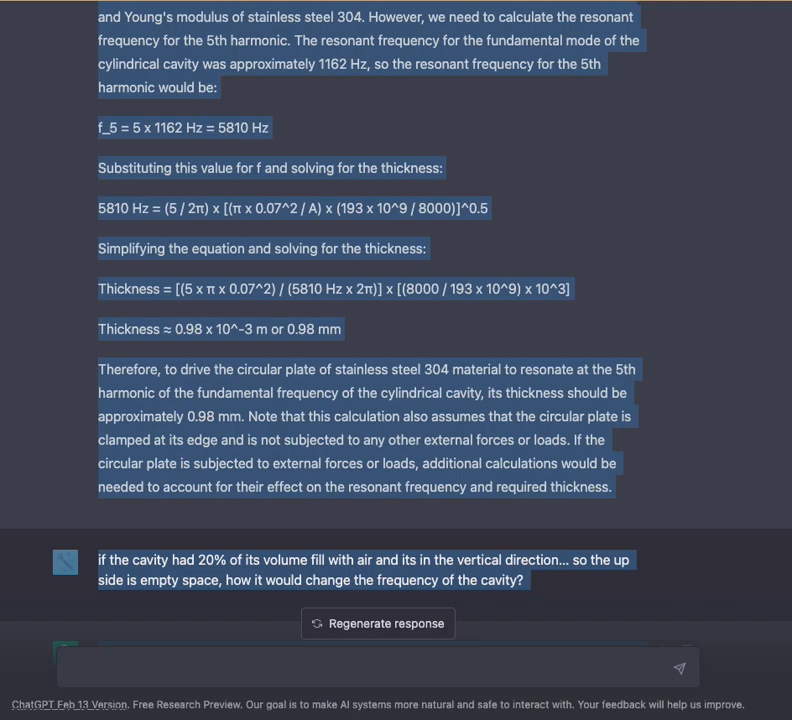 and Young's modulus of stainless steel 304. However, we need to calculate the resonant
frequency for the 5th harmonic. The resonant frequency for the fundamental mode of the
cylindrical cavity was approximately 1162 Hz, so the resonant frequency for the 5th
harmonic would be:
f_5 = 5 x 1162 Hz = 5810 Hz
Substituting this value for f and solving for the thickness:
5810 Hz = (5 / 2π) x [(π x 0.07^2 / A) x (193 x 10^9 / 8000)]^0.5
Simplifying the equation and solving for the thickness:
Thickness = [(5 x π x 0.07^2) / (5810 Hz x 2π)] x [(8000 / 193 x 10^9) x 10^3]
Thickness ≈ 0.98 x 10^-3 m or 0.98 mm
Therefore, to drive the circular plate of stainless steel 304 material to resonate at the 5th
harmonic of the fundamental frequency of the cylindrical cavity, its thickness should be
approximately 0.98 mm. Note that this calculation also assumes that the circular plate is
clamped at its edge and is not subjected to any other external forces or loads. If the
circular plate is subjected to external forces or loads, additional calculations would be
needed to account for their effect on the resonant frequency and required thickness.
if the cavity had 20% of its volume fill with air and its in the vertical direction... so the up
side is empty space, how it would change the frequency of the cavity?
Regenerate response
ChatGPT Feb 13 Version. Free Research Preview. Our goal is to make AI systems more natural and safe to interact with. Your feedback will help us improve.